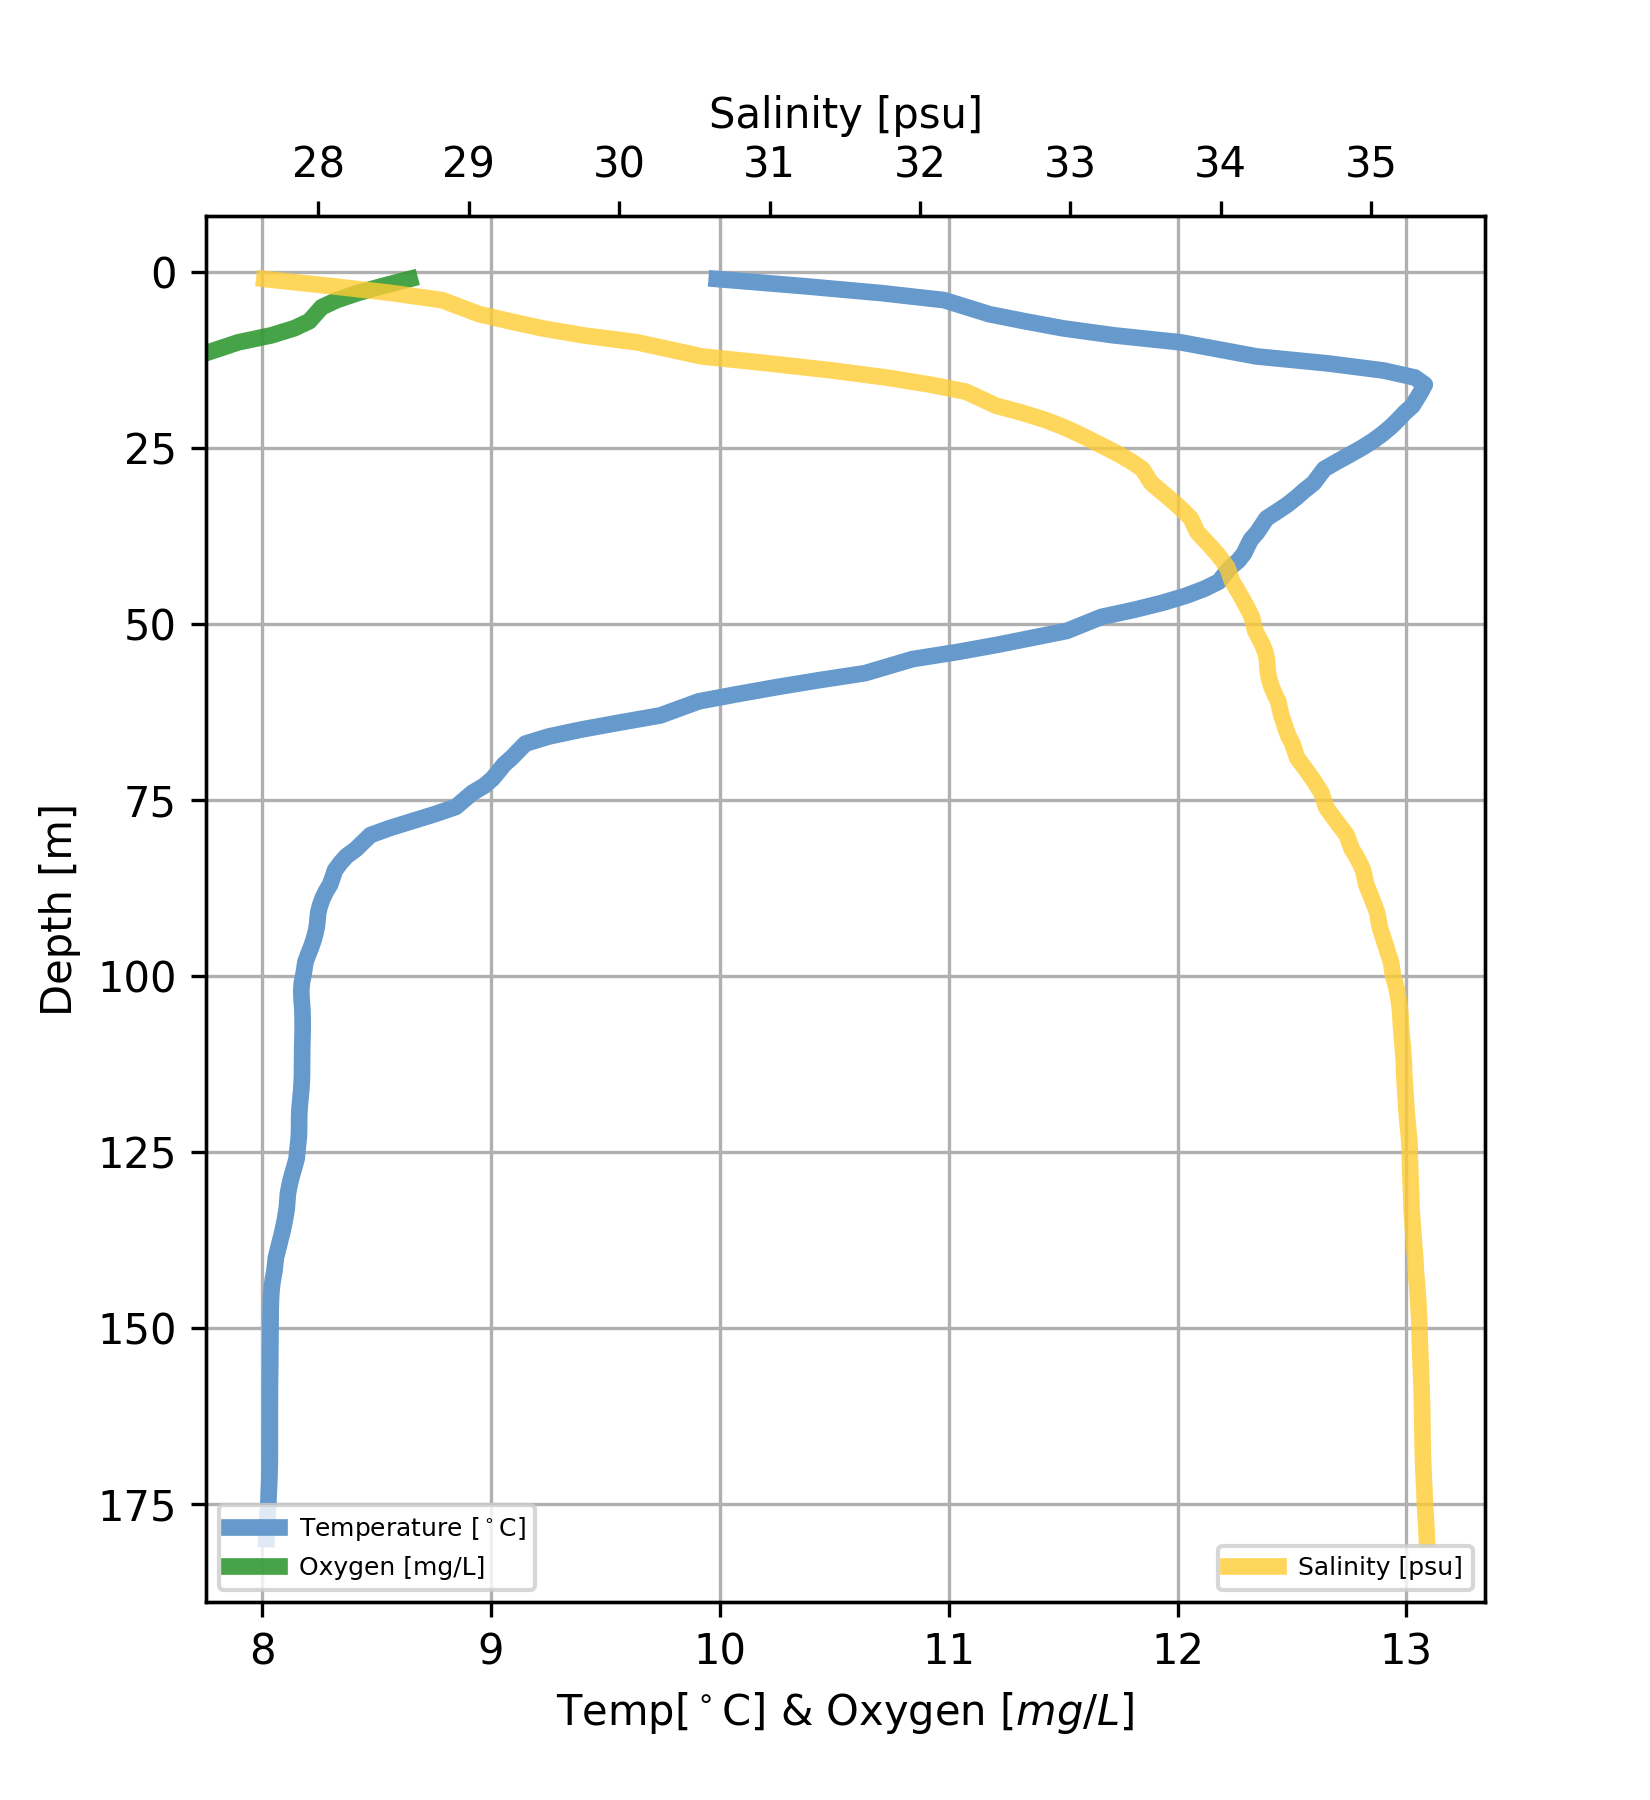 Salinity [psu]
28 29 30 31 32 33 34 35
0
25
50
75
100
125
150
175
Depth [m]
Temperature [°C]
Oxygen [mg/L]
Salinity [psu]
8 9 10 11 12 13
Temp[°C] & Oxygen [mg/L]